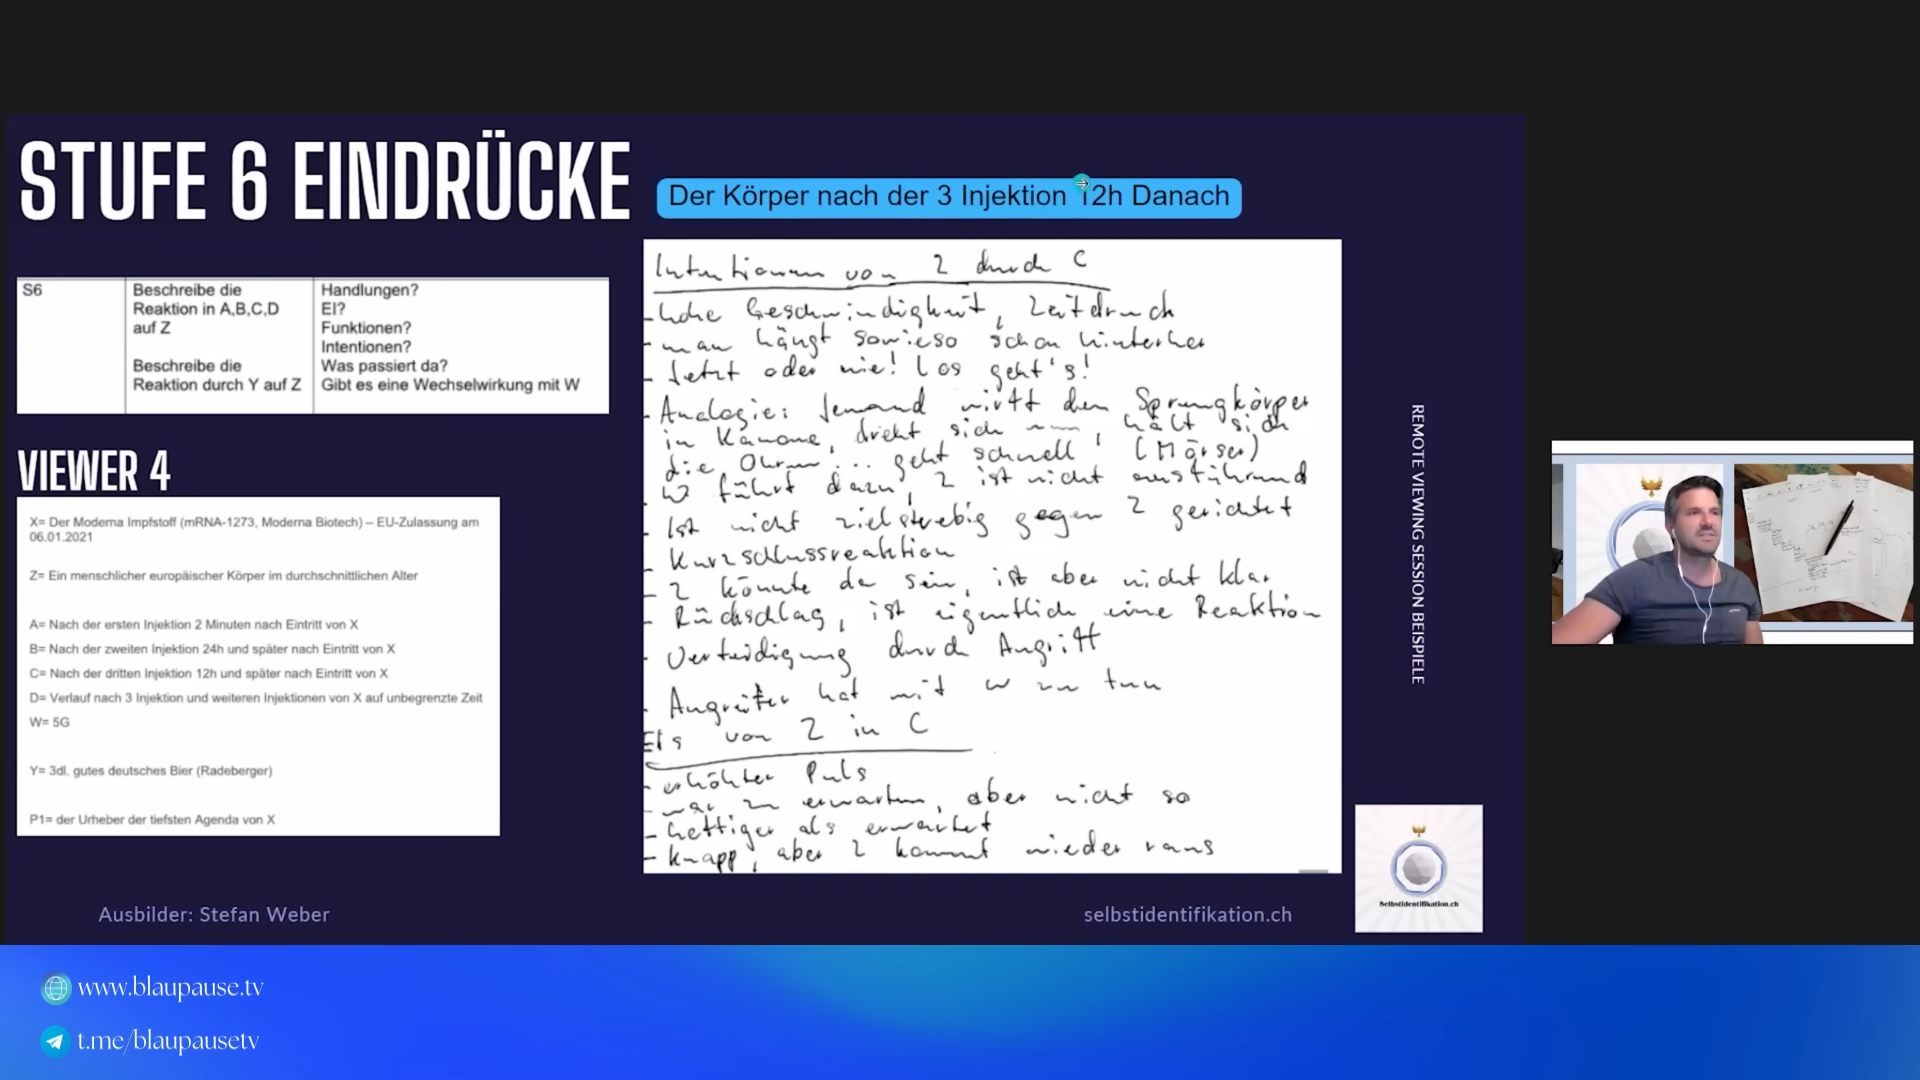 STUFE 6 EINDRÜCKE
Der Körper nach der 3 Injektion 12h Danach
S6
Beschreibe die
Reaktion in A,B,C,D
auf Z
Beschreibe die
Reaktion durch Y auf Z
Handlungen?
EI?
Funktionen?
Intentionen?
Was passiert da?
Gibt es eine Wechselwirkung mit W
VIEWER 4
X= Der Moderna Impfstoff (mRNA-1273, Moderna Biotech) – EU-Zulassung am
06.01.2021
Z= Ein menschlicher europäischer Körper im durchschnittlichen Alter
A= Nach der ersten Injektion 2 Minuten nach Eintritt von X
B= Nach der zweiten Injektion 24h und später nach Eintritt von X
C= Nach der dritten Injektion 12h und später nach Eintritt von X
D= Verlauf nach 3 Injektion und weiteren Injektionen von X auf unbegrenzte Zeit
W= 5G
Y= 3dl. gutes deutsches Bier (Radeberger)
P1= der Urheber der tiefsten Agenda von X
Intentionen von Z durch C
- hohe Geschwindigkeit, Zeitdruck
- man hängt sowieso schon hinterher
- Jetzt oder nie! Los geht's!
- Analogie: Jemand wirft den Sprengkörper
in Kanone, dreht sich um, hält sich
die Ohren ... geht schnell, (Mörser)
- W führt dazu, Z ist nicht ausführend
- Ist nicht zielstrebig gegen Z gerichtet
- Kurzschlussreaktion
- Z könnte da sein, ist aber nicht klar
- Rückschlag, ist eigentlich eine Reaktion
- Verteidigung durch Angriff
- Angreifer hat mit W zu tun
EIs von Z in C
- erhöhter Puls
- war zu erwarten, aber nicht so
- heftiger als erwartet
- knapp, aber Z kommt wieder raus
REMOTE VIEWING SESSION BEISPIELE
Selbstidentifikation.ch
Ausbilder: Stefan Weber
selbstidentifikation.ch
www.blaupause.tv
t.me/blaupausetv